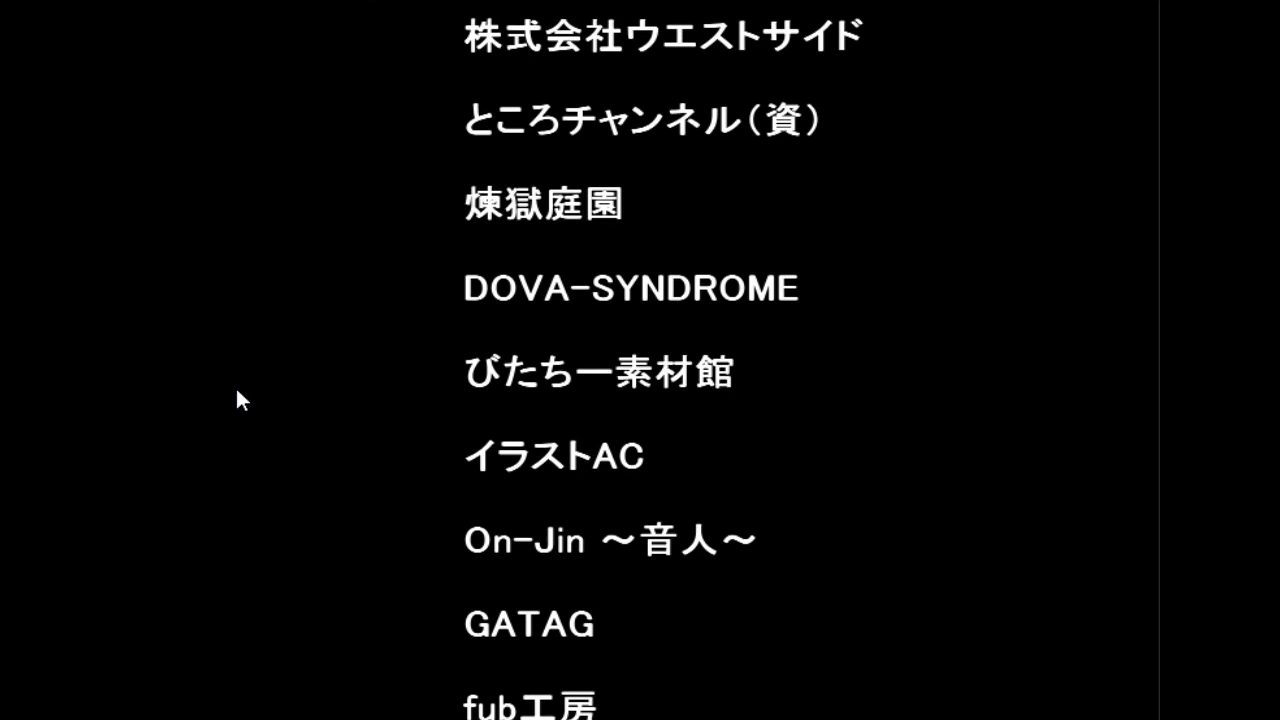 株式会社ウエストサイド
ところチャンネル（資）
煉獄庭園
DOVA-SYNDROME
びたちー素材館
イラストAC
On-Jin ～音人～
GATAG
fub工房